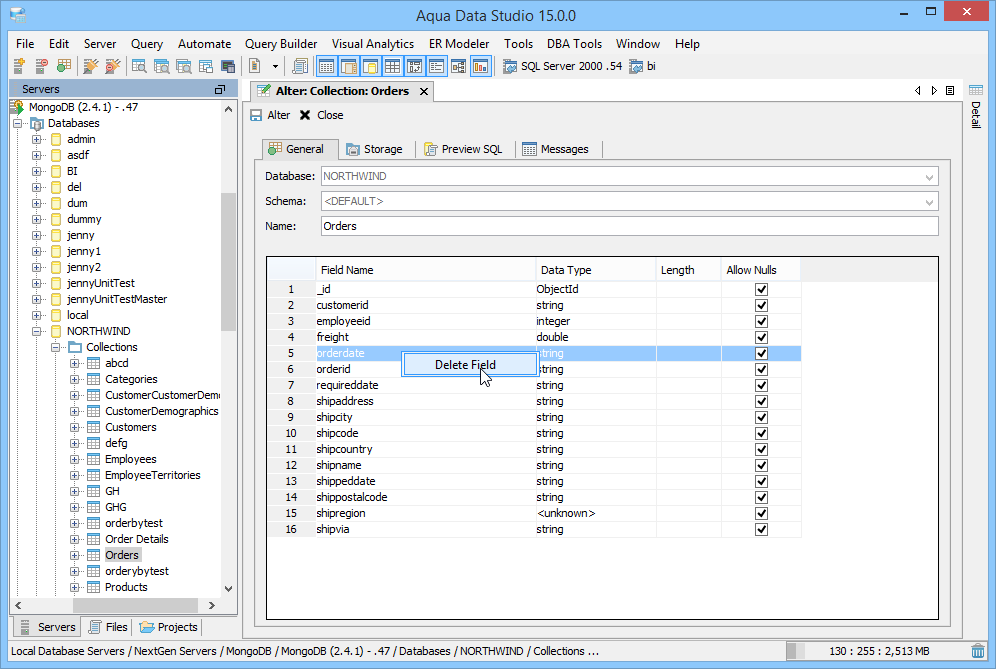 Aqua Data Studio 15.0.0
File Edit Server Query Automate Query Builder Visual Analytics ER Modeler Tools DBA Tools Window Help
SQL Server 2000 .54 bi
Servers
MongoDB (2.4.1) - .47
Databases
admin
asdf
BI
del
dum
dummy
jenny
jenny1
jenny2
jennyUnitTest
jennyUnitTestMaster
local
NORTHWIND
Collections
abcd
Categories
CustomerCustomerDem
CustomerDemographics
Customers
defg
Employees
EmployeeTerritories
GH
GHG
orderbytest
Order Details
Orders
orderybytest
Products
Servers Files Projects
Alter: Collection: Orders
Alter Close
General Storage Preview SQL Messages
Database: NORTHWIND
Schema: <DEFAULT>
Name: Orders
Field Name Data Type Length Allow Nulls
1 _id ObjectId
2 customerid string
3 employeeid integer
4 freight double
5 orderdate string
Delete Field
6 orderid string
7 requireddate string
8 shipaddress string
9 shipcity string
10 shipcode string
11 shipcountry string
12 shipname string
13 shippeddate string
14 shippostalcode string
15 shipregion <unknown>
16 shipvia string
Detail
Local Database Servers / NextGen Servers / MongoDB / MongoDB (2.4.1) - .47 / Databases / NORTHWIND / Collections ...
130 : 255 : 2,513 MB